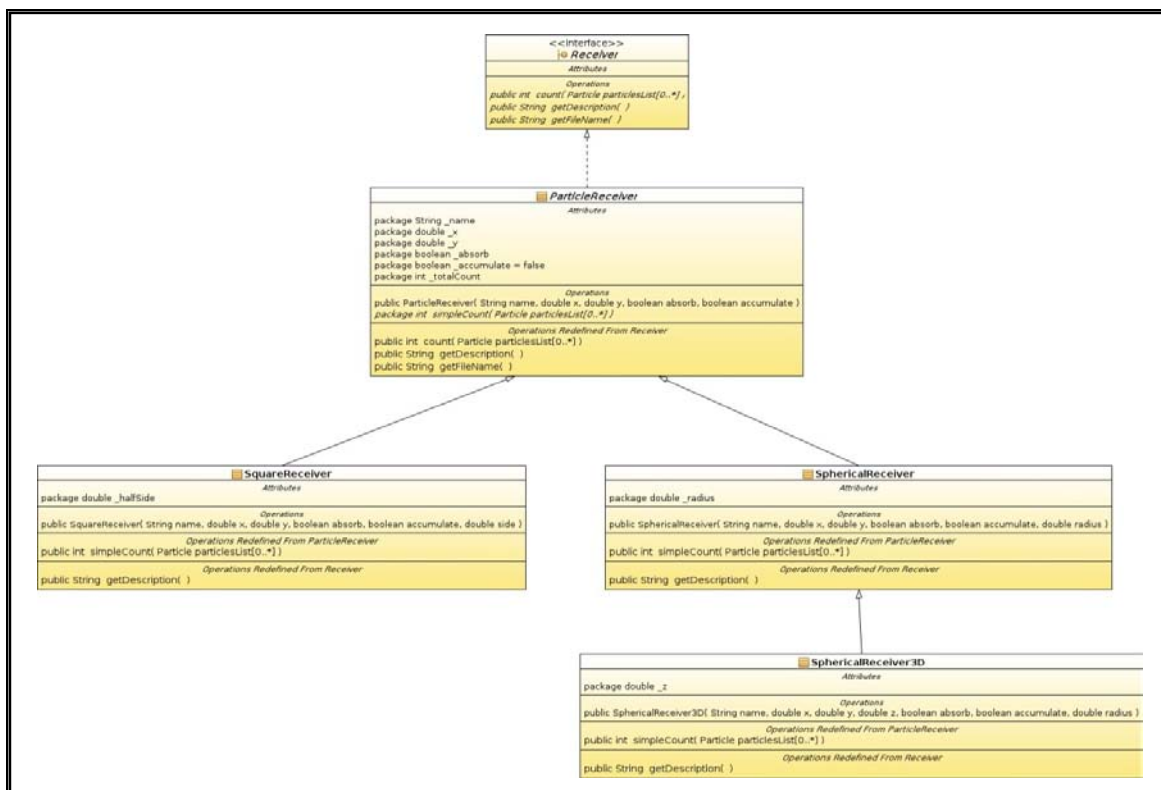 <<interface>>
Receiver
Attributes
Operations
public int count( Particle particlesList[0..*] )
public String getDescription( )
public String getFileName( )
ParticleReceiver
Attributes
package String _name
package double _x
package double _y
package boolean _absorb
package boolean _accumulate = false
package int _totalCount
Operations
public ParticleReceiver( String name, double x, double y, boolean absorb, boolean accumulate )
package int simpleCount( Particle particlesList[0..*] )
Operations Redefined From Receiver
public int count( Particle particlesList[0..*] )
public String getDescription( )
public String getFileName( )
SquareReceiver
Attributes
package double _halfSide
Operations
public SquareReceiver( String name, double x, double y, boolean absorb, boolean accumulate, double side )
Operations Redefined From ParticleReceiver
public int simpleCount( Particle particlesList[0..*] )
Operations Redefined From Receiver
public String getDescription( )
SphericalReceiver
Attributes
package double _radius
Operations
public SphericalReceiver( String name, double x, double y, boolean absorb, boolean accumulate, double radius )
Operations Redefined From ParticleReceiver
public int simpleCount( Particle particlesList[0..*] )
Operations Redefined From Receiver
public String getDescription( )
SphericalReceiver3D
Attributes
package double _z
Operations
public SphericalReceiver3D( String name, double x, double y, double z, boolean absorb, boolean accumulate, double radius )
Operations Redefined From ParticleReceiver
public int simpleCount( Particle particlesList[0..*] )
Operations Redefined From Receiver
public String getDescription( )